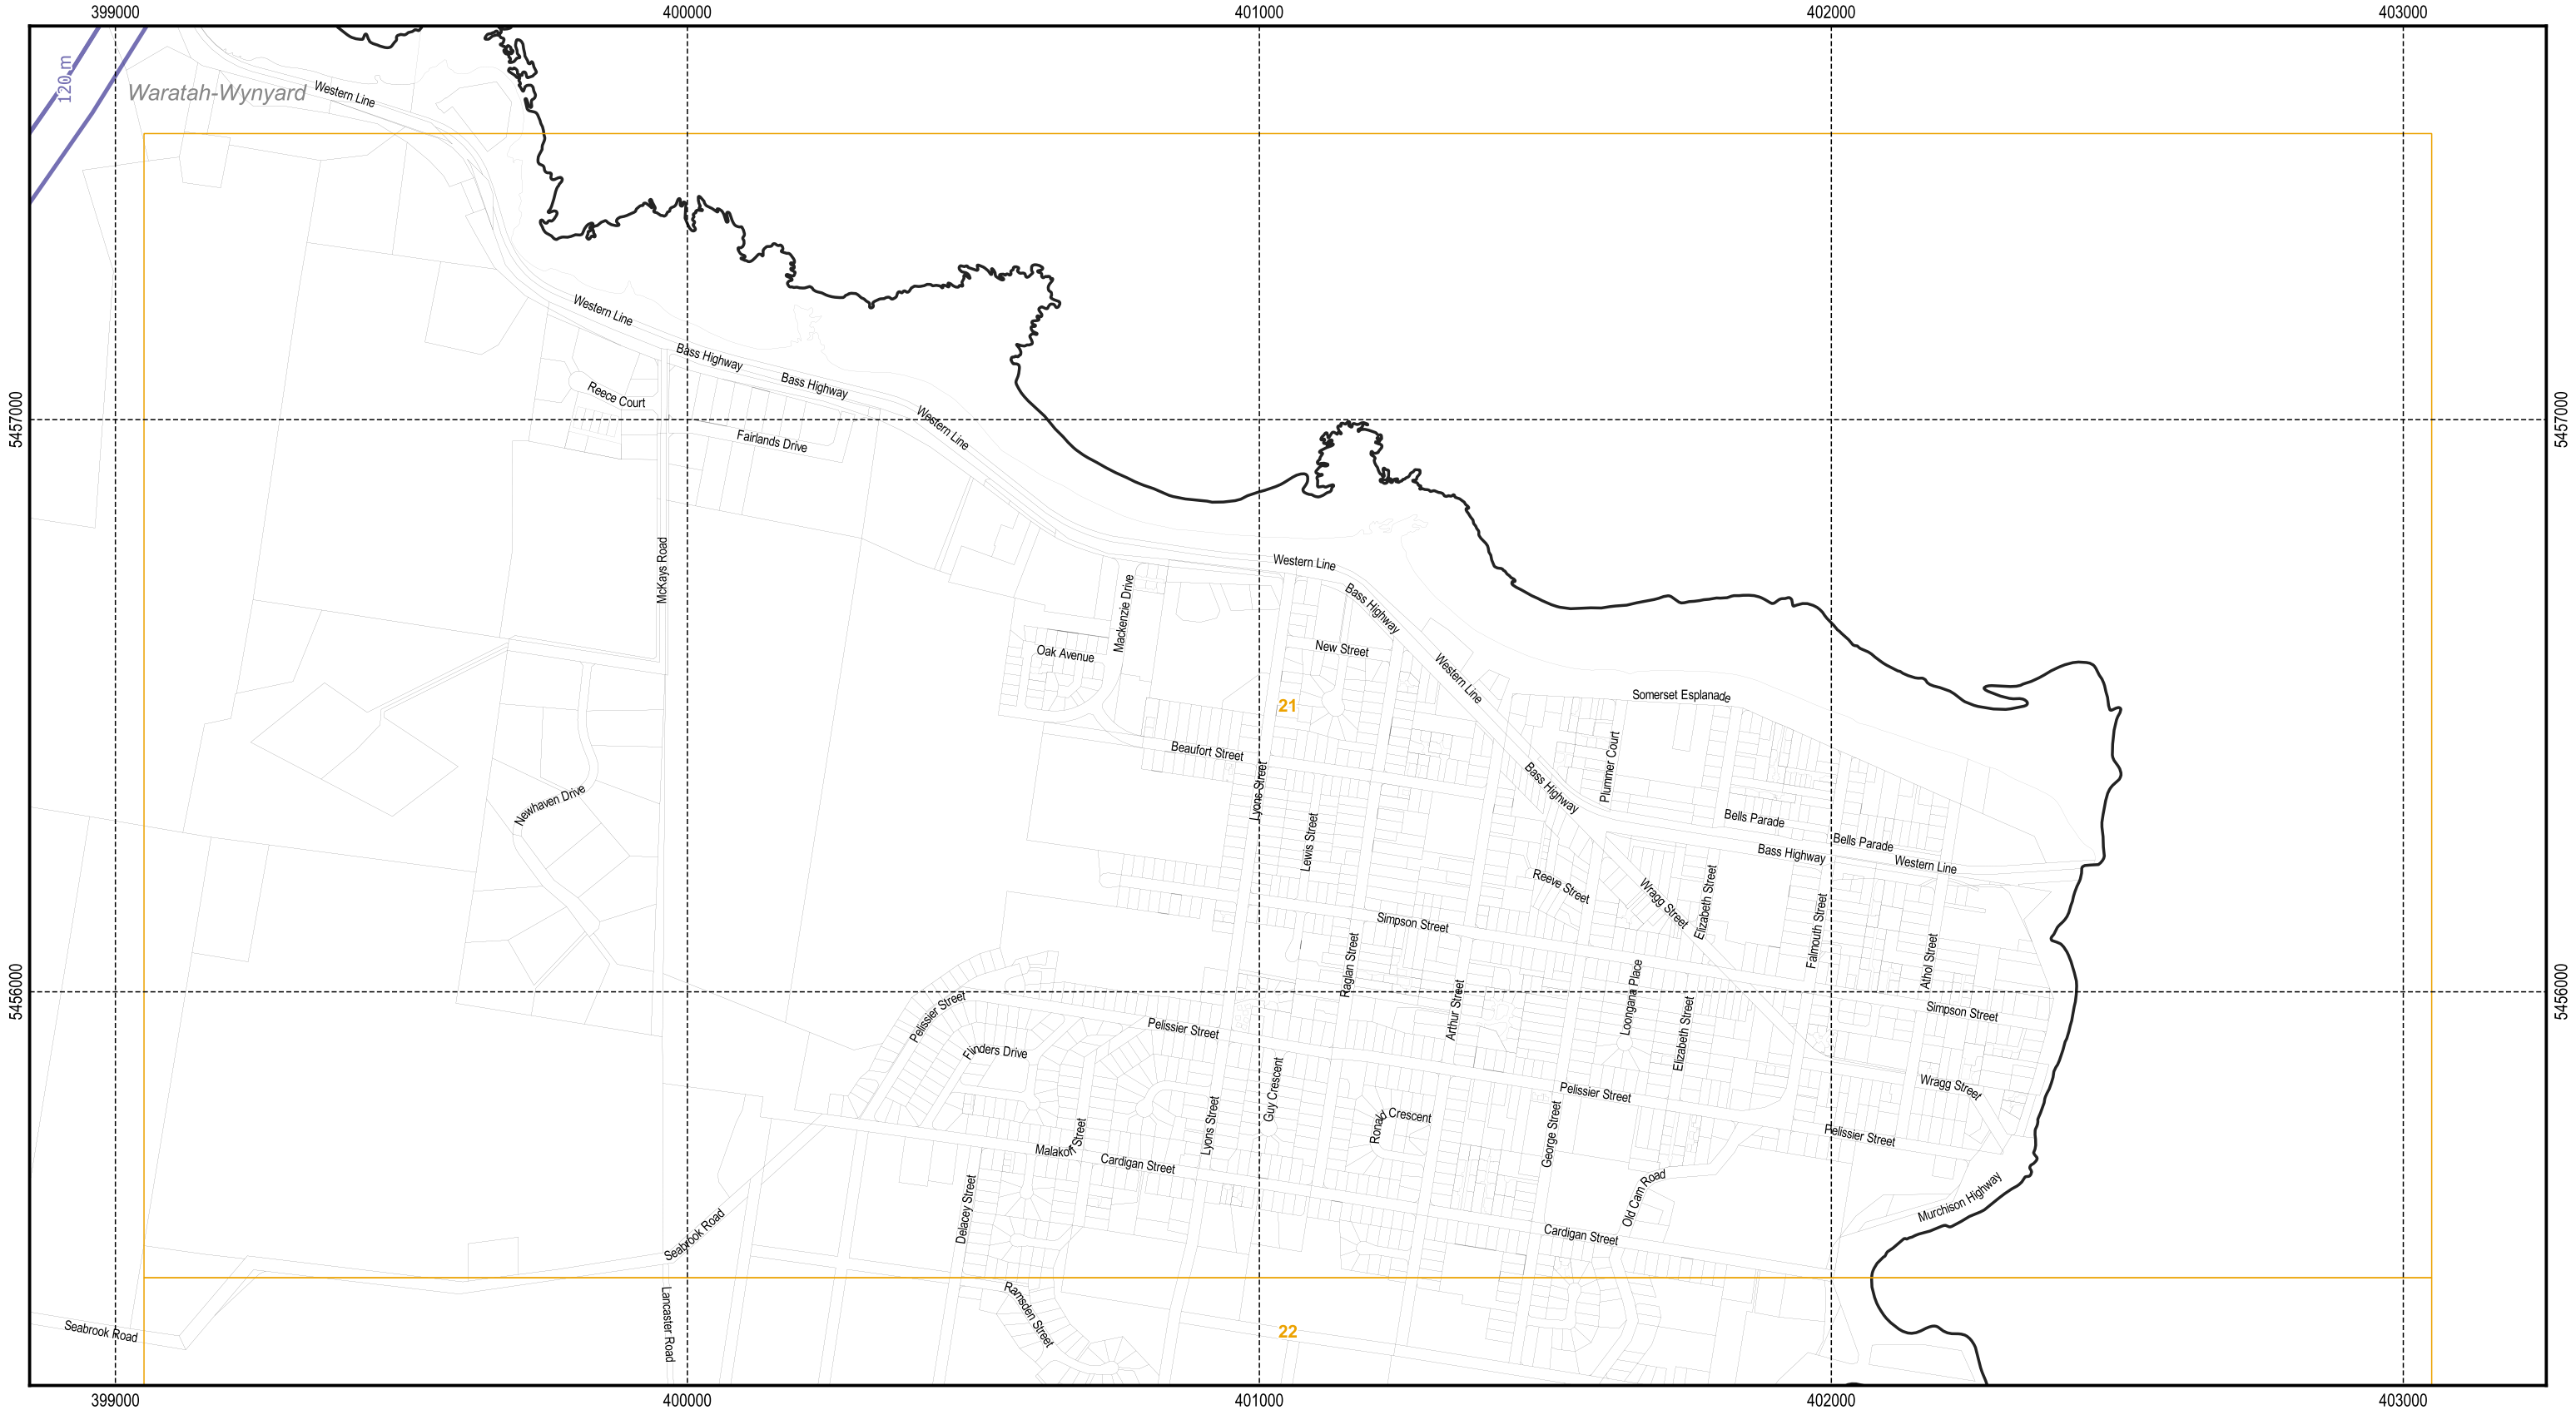 399000
400000
401000
402000
403000
120 m
Waratah-Wynyard
Western Line
Western Line
Bass Highway
Bass Highway
Reece Court
Western Line
5457000
5457000
Fairlands Drive
McKays Road
Western Line
Mackenzie Drive
Bass Highway
Oak Avenue
New Street
Western Line
Somerset Esplanade
21
Beaufort Street
Lyons Street
Plummer Court
Bass Highway
Newhaven Drive
Bells Parade
Bells Parade
Lewis Street
Bass Highway
Western Line
Reeve Street
Wragg Street
Elizabeth Street
Simpson Street
Falmouth Street
Athol Street
Raglan Street
5456000
5456000
Pelissier Street
Pelissier Street
Arthur Street
Loongana Place
Elizabeth Street
Simpson Street
Flinders Drive
Guy Crescent
Pelissier Street
Wragg Street
Ronald Crescent
Lyons Street
George Street
Pelissier Street
Malakoff Street
Cardigan Street
Delacey Street
Old Cam Road
Murchison Highway
Seabrook Road
Cardigan Street
Ramsden Street
Lancaster Road
Seabrook Road
22
399000
400000
401000
402000
403000